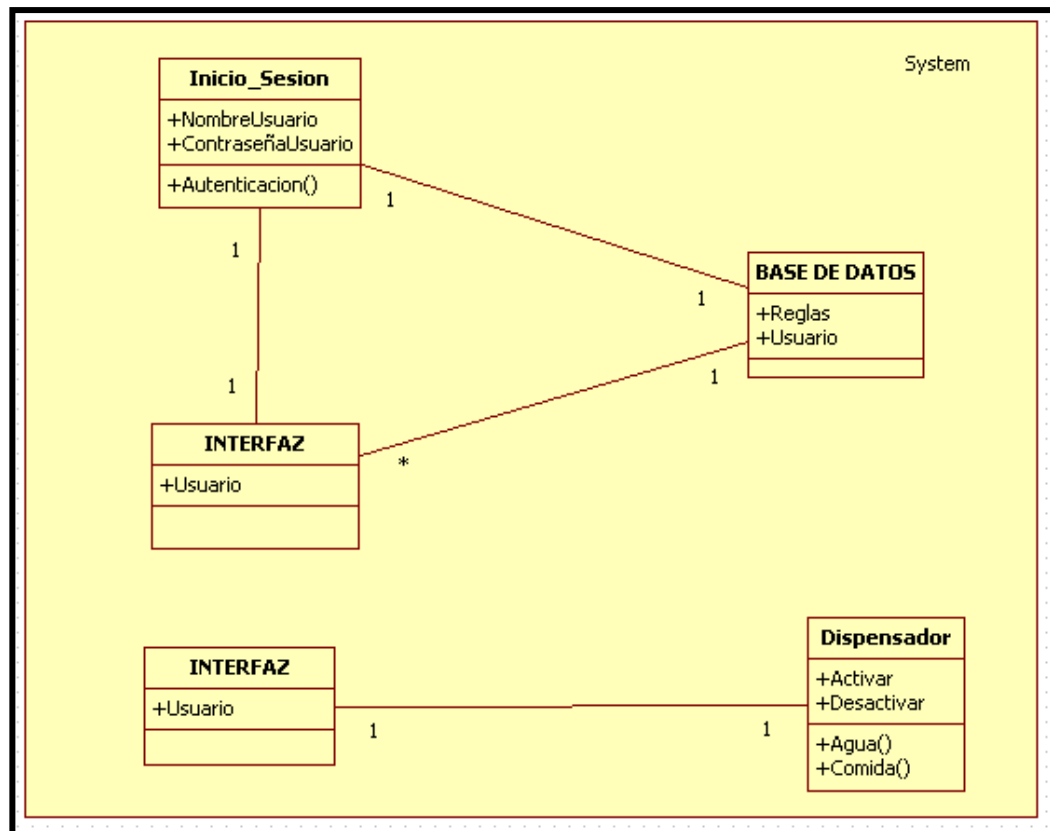 System
Inicio_Sesion
+NombreUsuario
+ContraseñaUsuario
+Autenticacion()
1
1
1
1
BASE DE DATOS
+Reglas
+Usuario
1
*
INTERFAZ
+Usuario
INTERFAZ
+Usuario
1
1
Dispensador
+Activar
+Desactivar
+Agua()
+Comida()